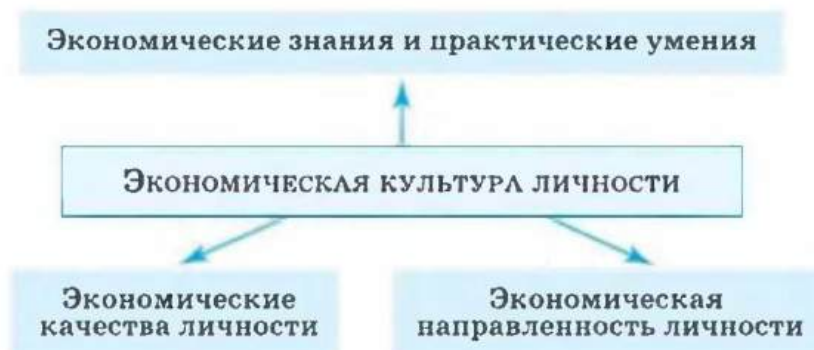 Экономические знания и практические умения
Экономическая культура личности
Экономические
качества личности
Экономическая
направленность личности